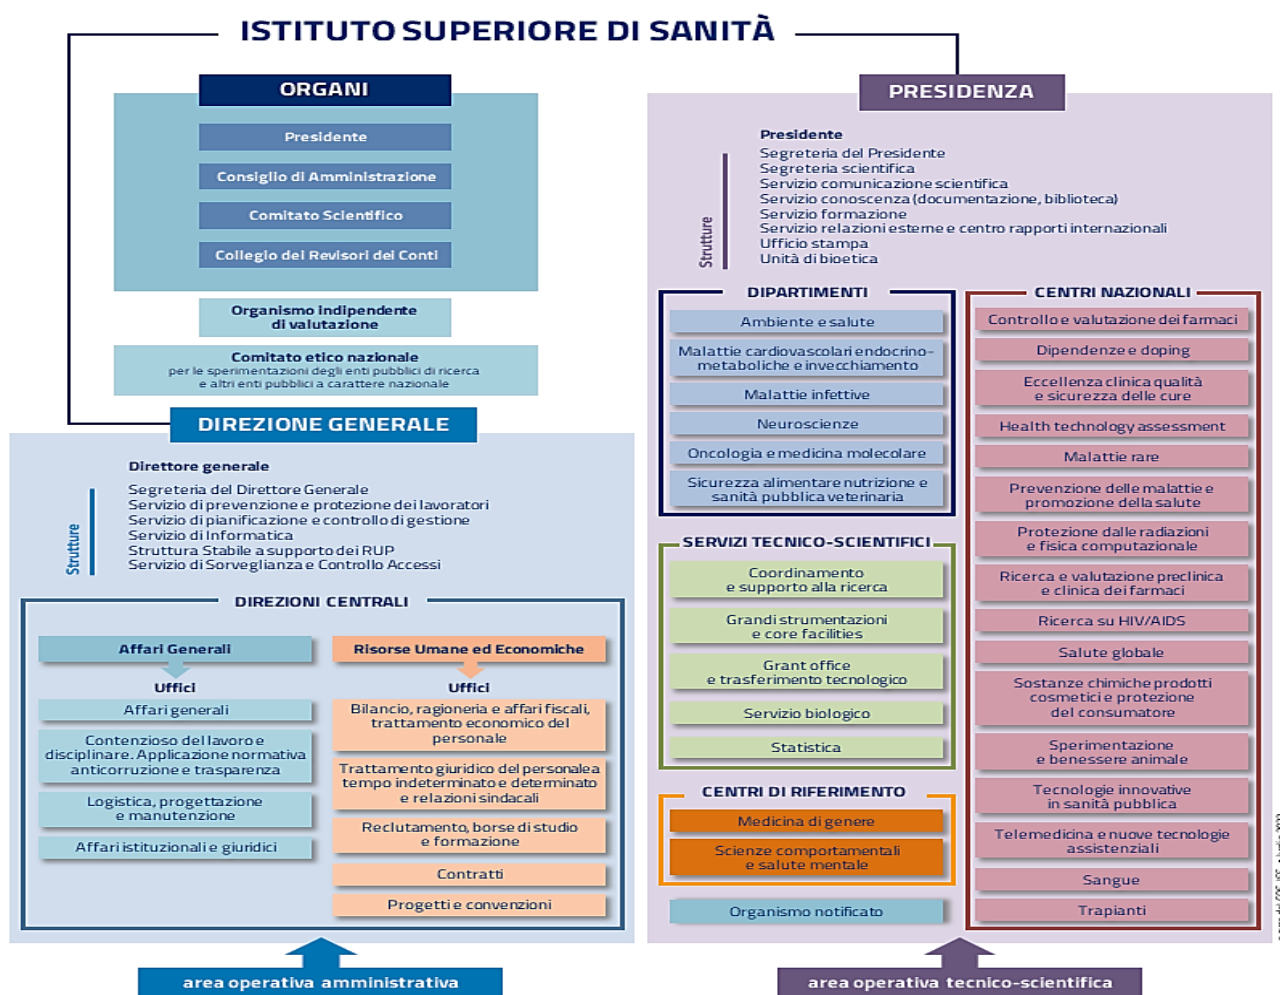 ISTITUTO SUPERIORE DI SANITÀ
ORGANI
Presidente
Consiglio di Amministrazione
Comitato Scientifico
Collegio dei Revisori dei Conti
Organismo indipendente
di valutazione
Comitato etico nazionale
per le sperimentazioni degli enti pubblici di ricerca
e altri enti pubblici a carattere nazionale
DIREZIONE GENERALE
Direttore generale
Strutture
Segreteria del Direttore Generale
Servizio di prevenzione e protezione dei lavoratori
Servizio di pianificazione e controllo di gestione
Servizio di Informatica
Struttura Stabile a supporto dei RUP
Servizio di Sorveglianza e Controllo Accessi
DIREZIONI CENTRALI
Affari Generali
Uffici
Affari generali
Contenzioso del lavoro e
disciplinare. Applicazione normativa
anticorruzione e trasparenza
Logistica, progettazione
e manutenzione
Affari istituzionali e giuridici
Risorse Umane ed Economiche
Uffici
Bilancio, ragioneria e affari fiscali,
trattamento economico del
personale
Trattamento giuridico del personale a
tempo indeterminato e determinato
e relazioni sindacali
Reclutamento, borse di studio
e formazione
Contratti
Progetti e convenzioni
area operativa amministrativa
PRESIDENZA
Presidente
Strutture
Segreteria del Presidente
Segreteria scientifica
Servizio comunicazione scientifica
Servizio conoscenza (documentazione, biblioteca)
Servizio formazione
Servizio relazioni esterne e centro rapporti internazionali
Ufficio stampa
Unità di bioetica
DIPARTIMENTI
Ambiente e salute
Malattie cardiovascolari endocrino-
metaboliche e invecchiamento
Malattie infettive
Neuroscienze
Oncologia e medicina molecolare
Sicurezza alimentare nutrizione e
sanità pubblica veterinaria
SERVIZI TECNICO-SCIENTIFICI
Coordinamento
e supporto alla ricerca
Grandi strumentazioni
e core facilities
Grant office
e trasferimento tecnologico
Servizio biologico
Statistica
CENTRI DI RIFERIMENTO
Medicina di genere
Scienze comportamentali
e salute mentale
Organismo notificato
CENTRI NAZIONALI
Controllo e valutazione dei farmaci
Dipendenze e doping
Eccellenza clinica qualità
e sicurezza delle cure
Health technology assessment
Malattie rare
Prevenzione delle malattie e
promozione della salute
Protezione dalle radiazioni
e fisica computazionale
Ricerca e valutazione preclinica
e clinica dei farmaci
Ricerca su HIV/AIDS
Salute globale
Sostanze chimiche prodotti
cosmetici e protezione
del consumatore
Sperimentazione
e benessere animale
Tecnologie innovative
in sanità pubblica
Telemedicina e nuove tecnologie
assistenziali
Sangue
Trapianti
area operativa tecnico-scientifica